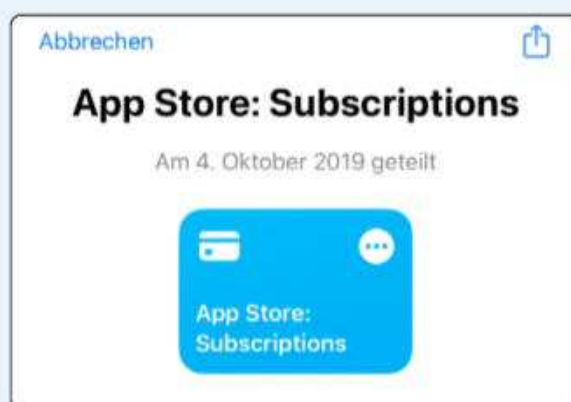 Abbrechen
App Store: Subscriptions
Am 4. Oktober 2019 geteilt
App Store:
Subscriptions